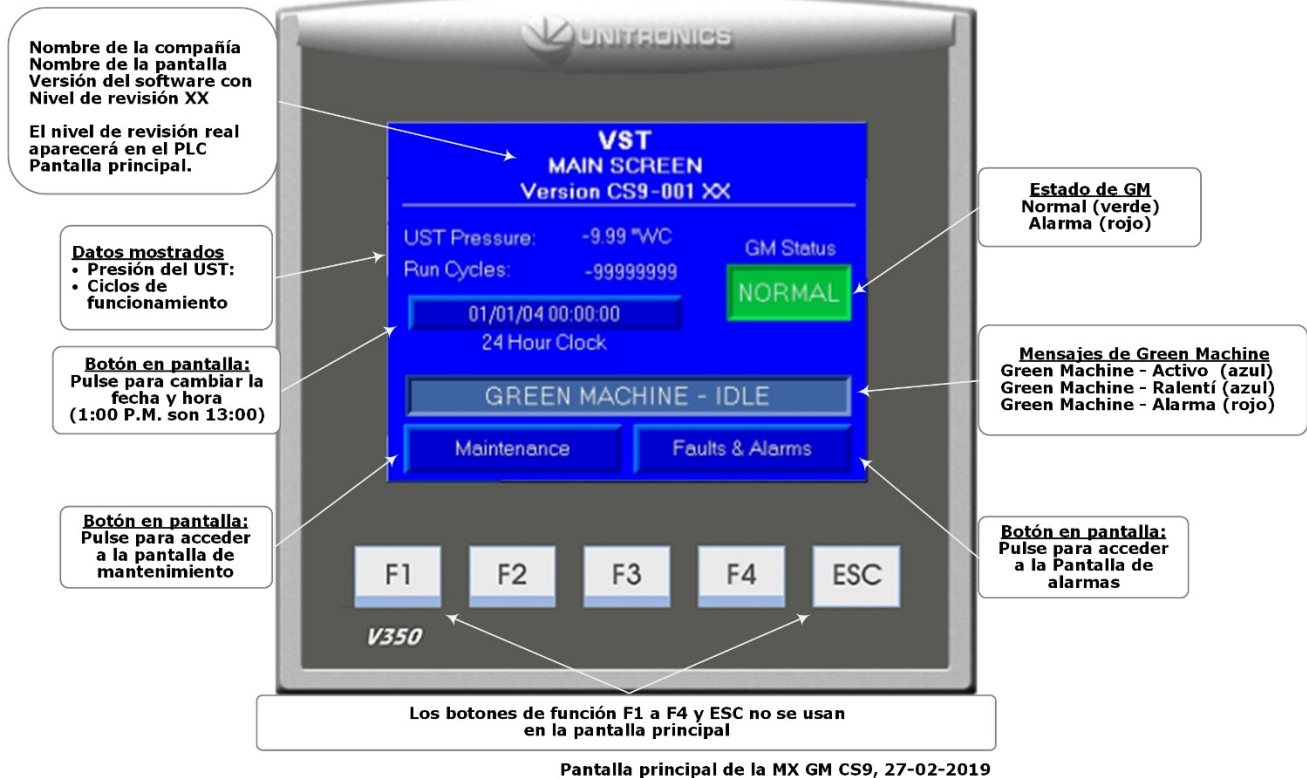 UNITRONICS
Nombre de la compañía
Nombre de la pantalla
Versión del software con
Nivel de revisión XX
El nivel de revisión real
aparecerá en el PLC
Pantalla principal.
VST
MAIN SCREEN
Version CS9-001 XX
UST Pressure: -9.99 "WC
Run Cycles: -99999999
01/01/04 00:00:00
24 Hour Clock
GM Status
NORMAL
GREEN MACHINE - IDLE
Maintenance
Faults & Alarms
Datos mostrados
• Presión del UST:
• Ciclos de
funcionamiento
Botón en pantalla:
Pulse para cambiar la
fecha y hora
(1:00 P.M. son 13:00)
Botón en pantalla:
Pulse para acceder
a la pantalla de
mantenimiento
Estado de GM
Normal (verde)
Alarma (rojo)
Mensajes de Green Machine
Green Machine - Activo (azul)
Green Machine - Ralentí (azul)
Green Machine - Alarma (rojo)
Botón en pantalla:
Pulse para acceder
a la Pantalla de
alarmas
F1 F2 F3 F4 ESC
V350
Los botones de función F1 a F4 y ESC no se usan
en la pantalla principal
Pantalla principal de la MX GM CS9, 27-02-2019